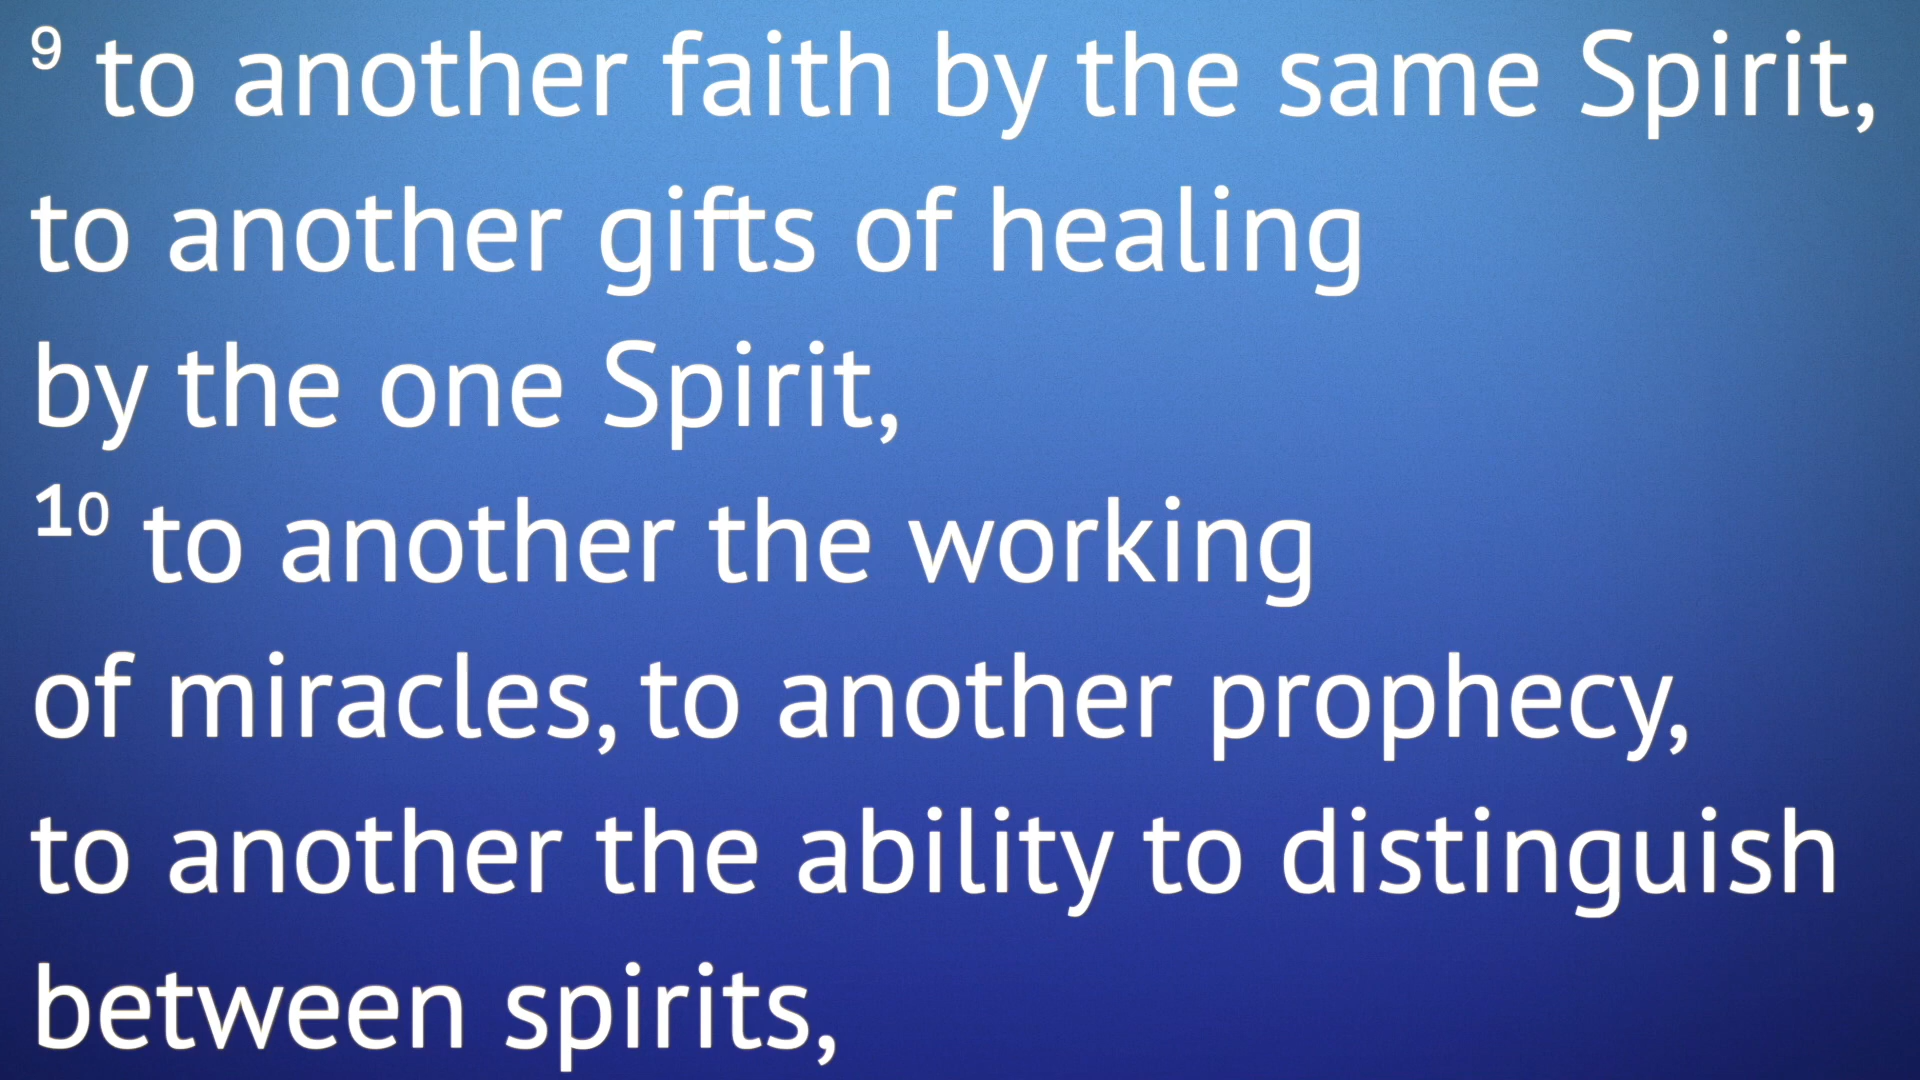 ⁹ to another faith by the same Spirit,
to another gifts of healing
by the one Spirit,
¹⁰ to another the working
of miracles, to another prophecy,
to another the ability to distinguish
between spirits,